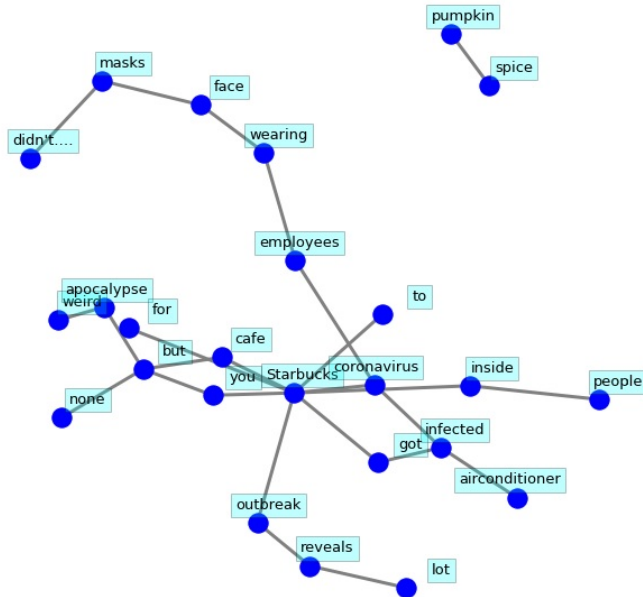 pumpkin
masks
spice
face
wearing
didn't....
employees
apocalypse
weird
for
to
but
cafe
you
Starbucks
coronavirus
inside
people
none
got
infected
airconditioner
outbreak
reveals
lot